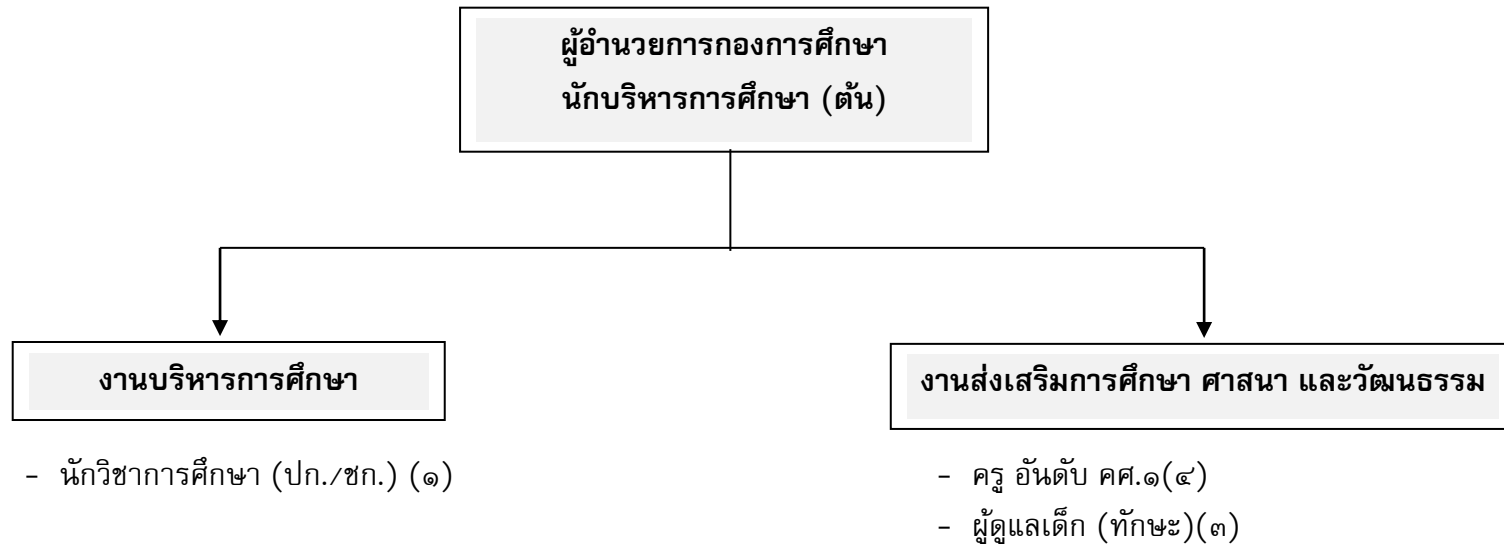 ผู้อำนวยการกองการศึกษา
นักบริหารการศึกษา (ต้น)
งานบริหารการศึกษา
- นักวิชาการศึกษา (ปก./ชก.) (๑)
งานส่งเสริมการศึกษา ศาสนา และวัฒนธรรม
- ครู อันดับ คศ.๑(๔)
- ผู้ดูแลเด็ก (ทักษะ)(๓)